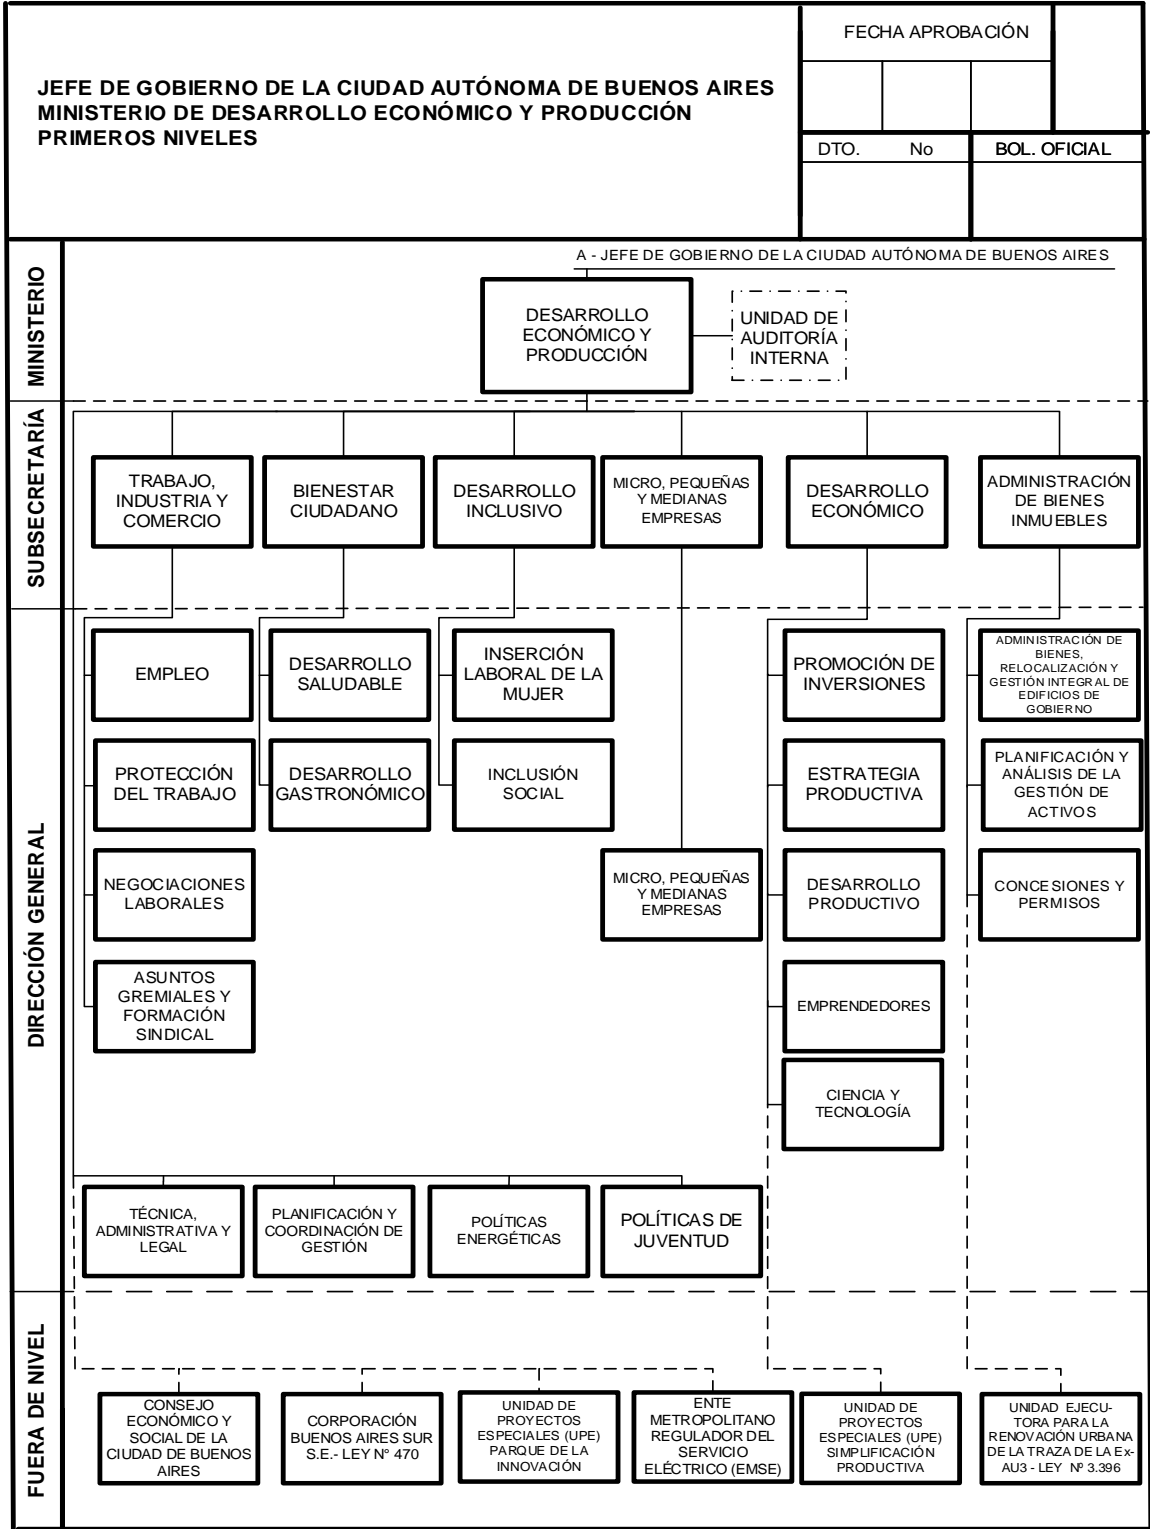 JEFE DE GOBIERNO DE LA CIUDAD AUTÓNOMA DE BUENOS AIRES
MINISTERIO DE DESARROLLO ECONÓMICO Y PRODUCCIÓN
PRIMEROS NIVELES
FECHA APROBACIÓN
DTO. No
BOL. OFICIAL
MINISTERIO
A - JEFE DE GOBIERNO DE LA CIUDAD AUTÓNOMA DE BUENOS AIRES
DESARROLLO
ECONÓMICO Y
PRODUCCIÓN
UNIDAD DE
AUDITORÍA
INTERNA
SUBSECRETARÍA
TRABAJO,
INDUSTRIA Y
COMERCIO
BIENESTAR
CIUDADANO
DESARROLLO
INCLUSIVO
MICRO, PEQUEÑAS
Y MEDIANAS
EMPRESAS
DESARROLLO
ECONÓMICO
ADMINISTRACIÓN
DE BIENES
INMUEBLES
DIRECCIÓN GENERAL
EMPLEO
DESARROLLO
SALUDABLE
INSERCIÓN
LABORAL DE LA
MUJER
PROMOCIÓN DE
INVERSIONES
ADMINISTRACIÓN DE
BIENES,
RELOCALIZACIÓN Y
GESTIÓN INTEGRAL DE
EDIFICIOS DE
GOBIERNO
PROTECCIÓN
DEL TRABAJO
DESARROLLO
GASTRONÓMICO
INCLUSIÓN
SOCIAL
ESTRATEGIA
PRODUCTIVA
PLANIFICACIÓN Y
ANÁLISIS DE LA
GESTIÓN DE
ACTIVOS
NEGOCIACIONES
LABORALES
MICRO, PEQUEÑAS
Y MEDIANAS
EMPRESAS
DESARROLLO
PRODUCTIVO
CONCESIONES Y
PERMISOS
ASUNTOS
GREMIALES Y
FORMACIÓN
SINDICAL
EMPRENDEDORES
CIENCIA Y
TECNOLOGÍA
TÉCNICA,
ADMINISTRATIVA Y
LEGAL
PLANIFICACIÓN Y
COORDINACIÓN DE
GESTIÓN
POLÍTICAS
ENERGÉTICAS
POLÍTICAS DE
JUVENTUD
FUERA DE NIVEL
CONSEJO
ECONÓMICO Y
SOCIAL DE LA
CIUDAD DE BUENOS
AIRES
CORPORACIÓN
BUENOS AIRES SUR
S.E.- LEY Nº 470
UNIDAD DE
PROYECTOS
ESPECIALES (UPE)
PARQUE DE LA
INNOVACIÓN
ENTE
METROPOLITANO
REGULADOR DEL
SERVICIO
ELÉCTRICO (EMSE)
UNIDAD DE
PROYECTOS
ESPECIALES (UPE)
SIMPLIFICACIÓN
PRODUCTIVA
UNIDAD EJECU-
TORA PARA LA
RENOVACIÓN URBANA
DE LA TRAZA DE LA Ex-
AU3 - LEY Nº 3.396